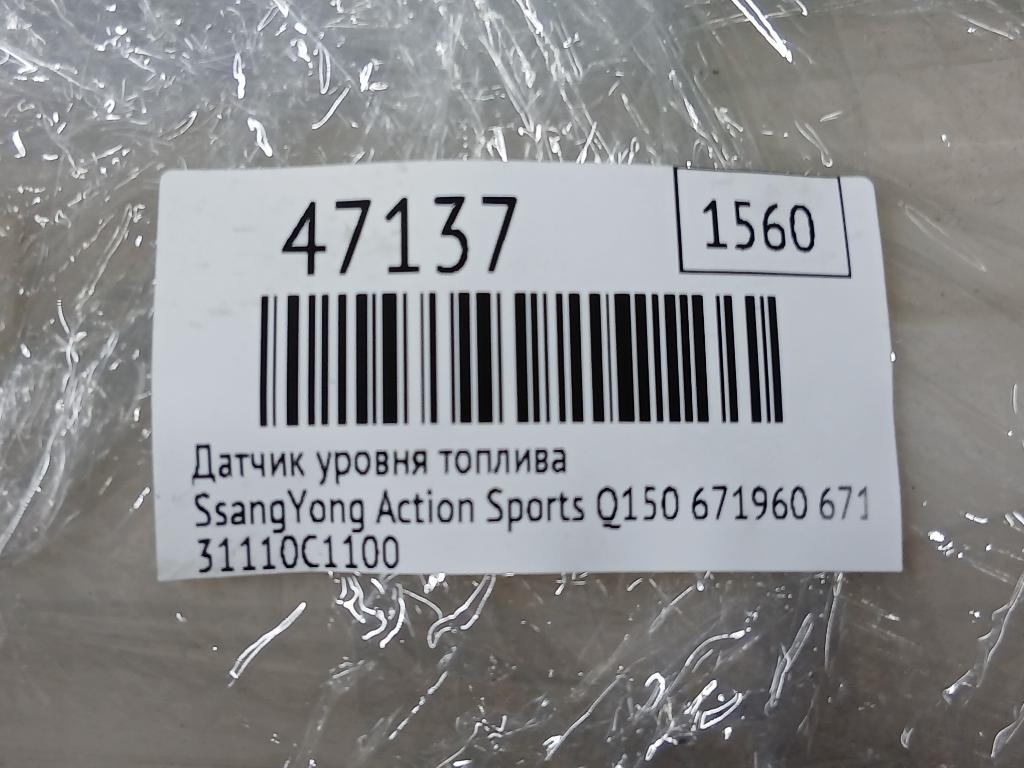 47137
1560
Датчик уровня топлива
SsangYong Action Sports Q150 671960 671
31110C1100